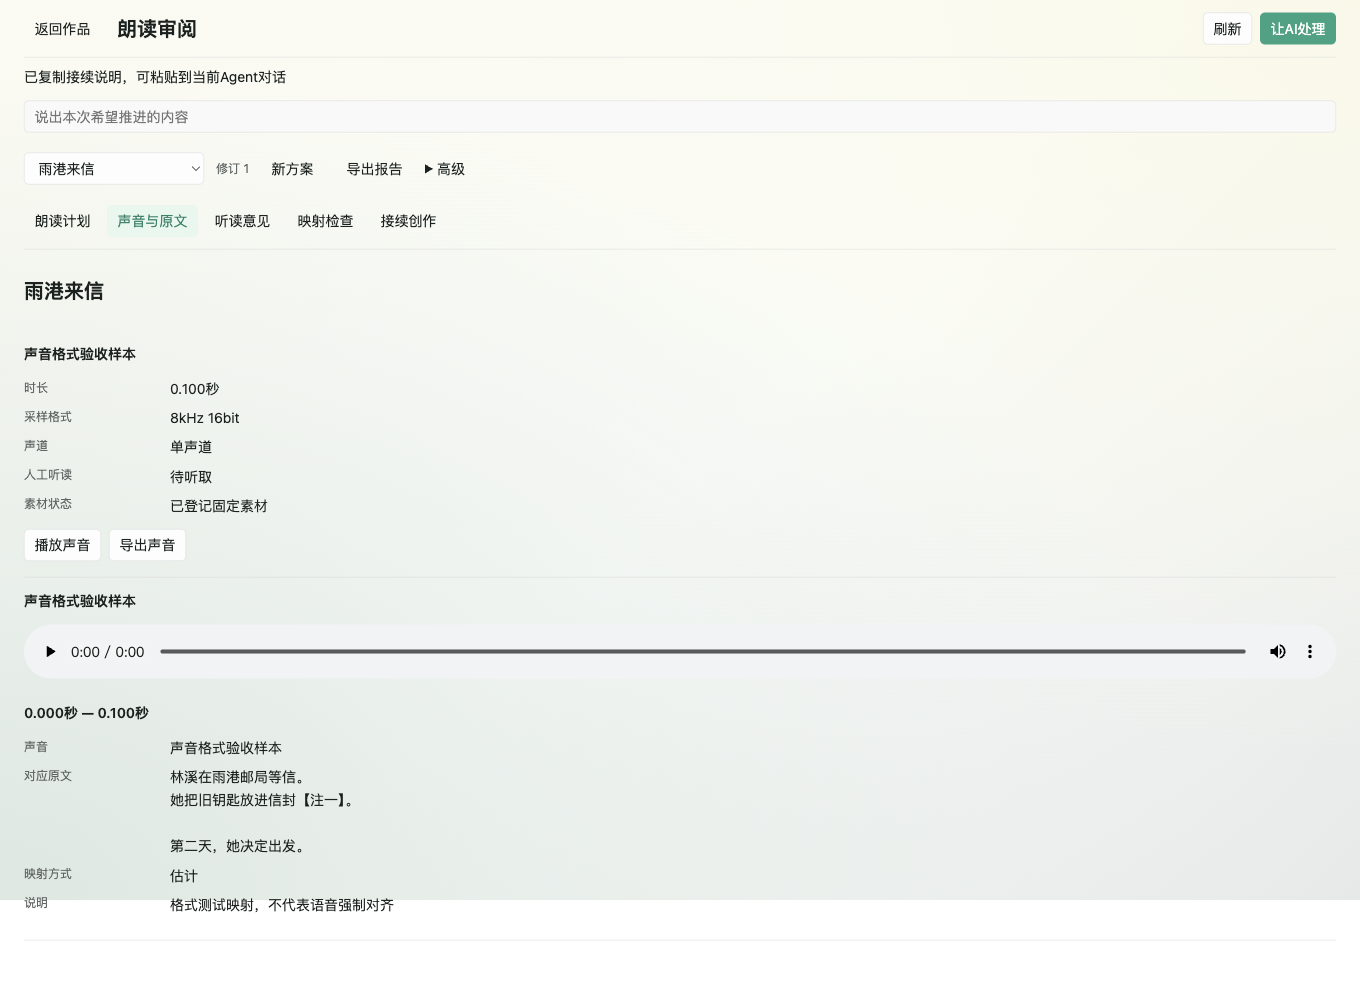 返回作品
朗读审阅
刷新
让AI处理
已复制接续说明，可粘贴到当前Agent对话
说出本次希望推进的内容
雨港来信
修订 1
新方案
导出报告
高级
朗读计划
声音与原文
听读意见
映射检查
接续创作
雨港来信
声音格式验收样本
时长
0.100秒
采样格式
8kHz 16bit
声道
单声道
人工听读
待听取
素材状态
已登记固定素材
播放声音
导出声音
声音格式验收样本
0:00 / 0:00
0.000秒 — 0.100秒
声音
声音格式验收样本
对应原文
林溪在雨港邮局等信。
她把旧钥匙放进信封【注一】。
第二天，她决定出发。
映射方式
估计
说明
格式测试映射，不代表语音强制对齐